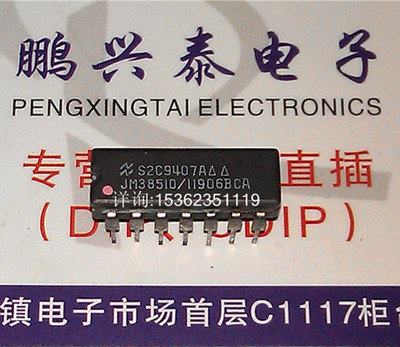 鹏兴泰电子
PENGXINGTAI ELECTRONICS
S2C9407A△△
JM38510/11906BCA
专营 直插
详询:15362351119
(D DIP)
镇电子市场首层C1117柜台